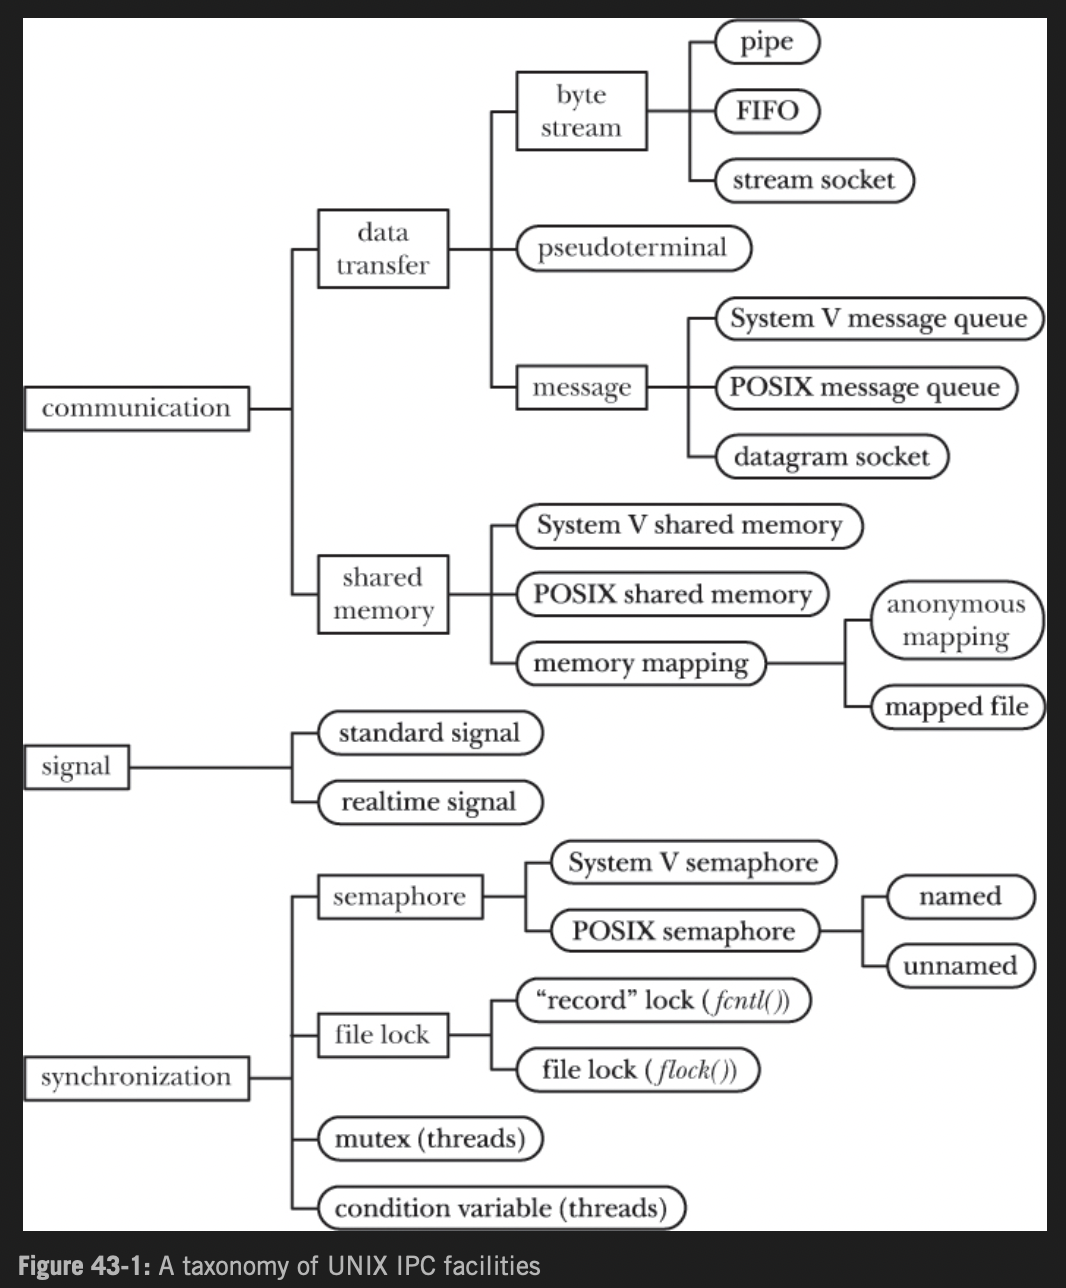 pipe
byte
stream
FIFO
stream socket
data
transfer
pseudoterminal
System V message queue
message
POSIX message queue
communication
datagram socket
System V shared memory
shared
memory
POSIX shared memory
anonymous
mapping
memory mapping
mapped file
standard signal
signal
realtime signal
System V semaphore
semaphore
named
POSIX semaphore
unnamed
“record” lock (fcntl())
file lock
file lock (flock())
synchronization
mutex (threads)
condition variable (threads)
Figure 43-1: A taxonomy of UNIX IPC facilities